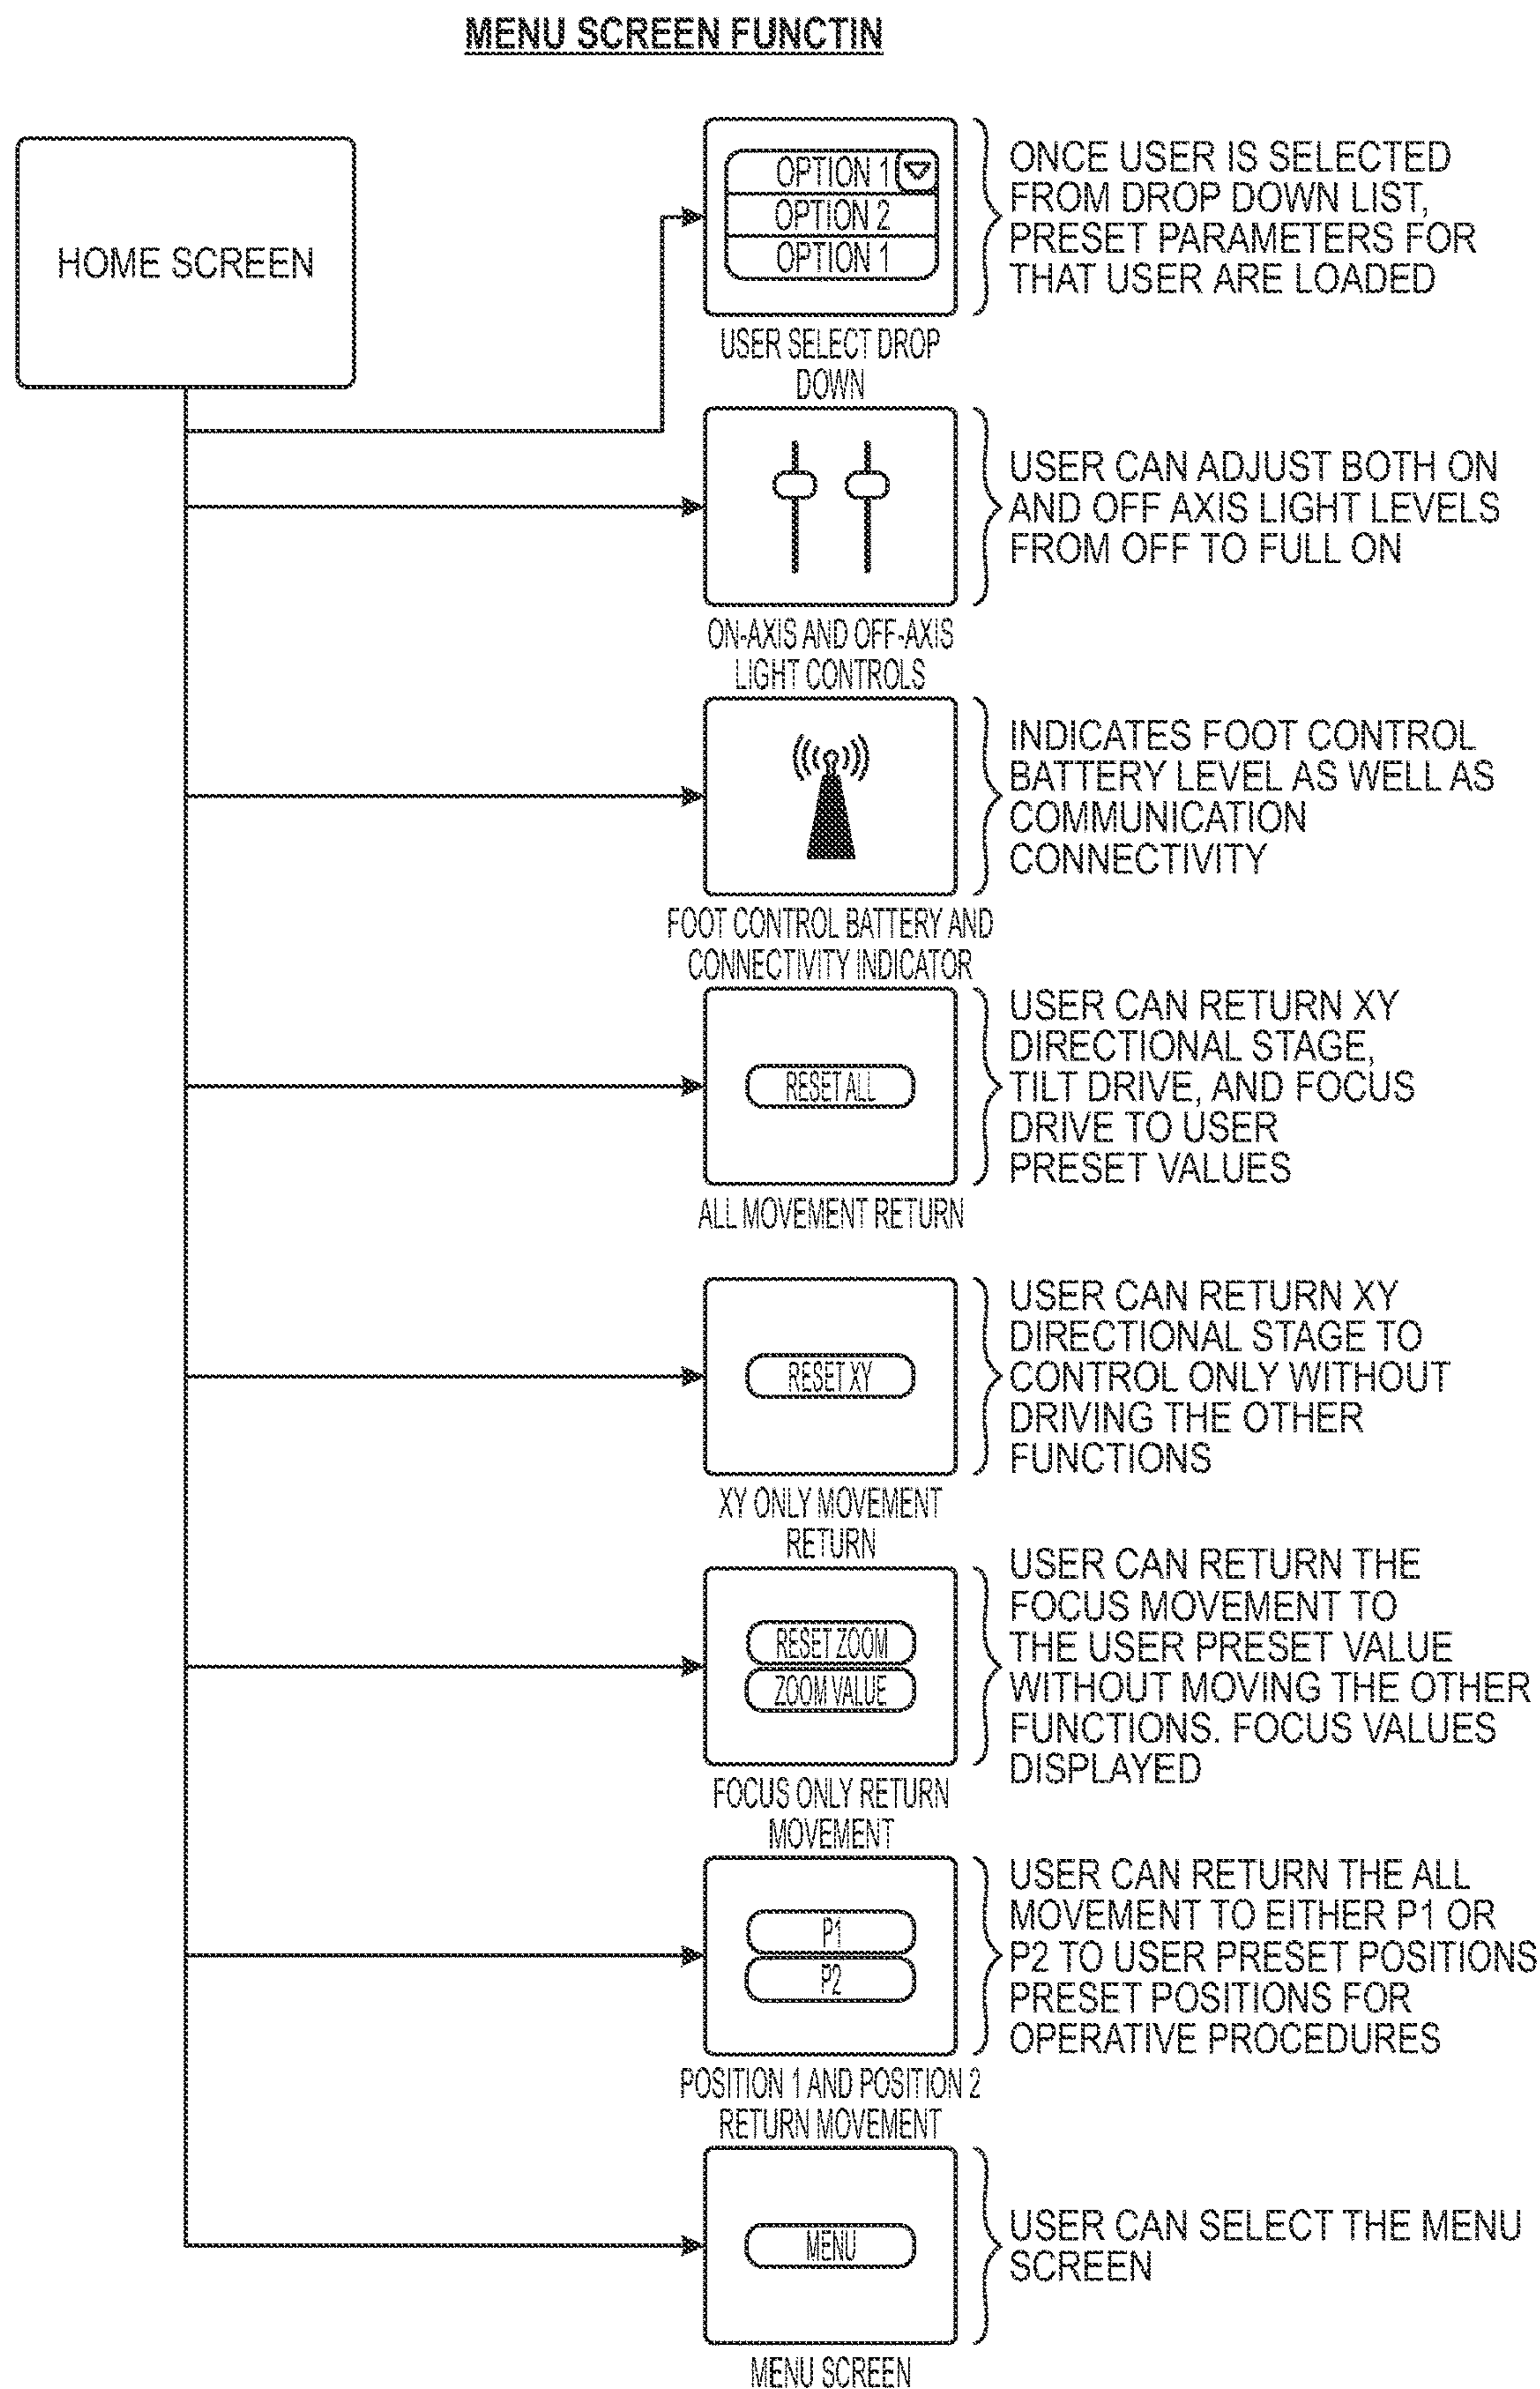 MENU SCREEN FUNCTIN
HOME SCREEN
OPTION 1
OPTION 2
OPTION 1
USER SELECT DROP
DOWN
ONCE USER IS SELECTED
FROM DROP DOWN LIST,
PRESET PARAMETERS FOR
THAT USER ARE LOADED
ON-AXIS AND OFF-AXIS
LIGHT CONTROLS
USER CAN ADJUST BOTH ON
AND OFF AXIS LIGHT LEVELS
FROM OFF TO FULL ON
FOOT CONTROL BATTERY AND
CONNECTIVITY INDICATOR
INDICATES FOOT CONTROL
BATTERY LEVEL AS WELL AS
COMMUNICATION
CONNECTIVITY
RESET ALL
ALL MOVEMENT RETURN
USER CAN RETURN XY
DIRECTIONAL STAGE,
TILT DRIVE, AND FOCUS
DRIVE TO USER
PRESET VALUES
RESET XY
XY ONLY MOVEMENT
RETURN
USER CAN RETURN XY
DIRECTIONAL STAGE TO
CONTROL ONLY WITHOUT
DRIVING THE OTHER
FUNCTIONS
RESET ZOOM
ZOOM VALUE
FOCUS ONLY RETURN
MOVEMENT
USER CAN RETURN THE
FOCUS MOVEMENT TO
THE USER PRESET VALUE
WITHOUT MOVING THE OTHER
FUNCTIONS. FOCUS VALUES
DISPLAYED
P1
P2
POSITION 1 AND POSITION 2
RETURN MOVEMENT
USER CAN RETURN THE ALL
MOVEMENT TO EITHER P1 OR
P2 TO USER PRESET POSITIONS
PRESET POSITIONS FOR
OPERATIVE PROCEDURES
MENU
MENU SCREEN
USER CAN SELECT THE MENU
SCREEN